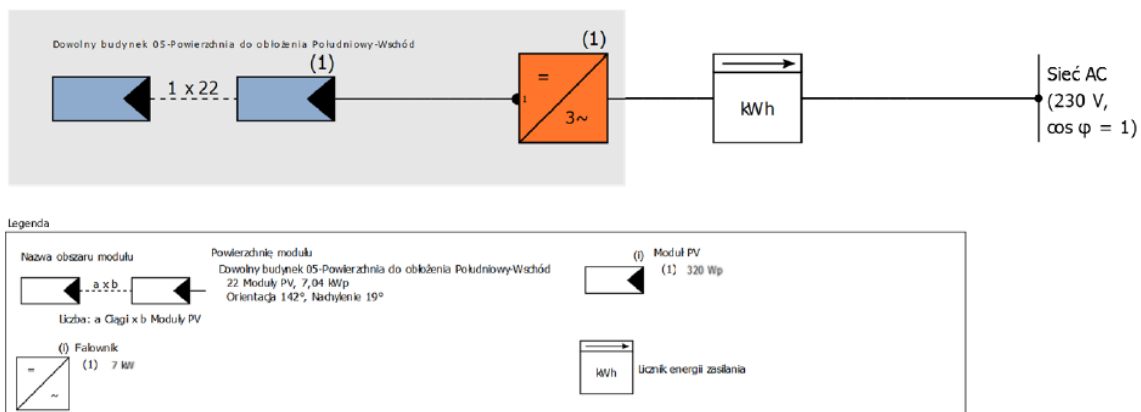 Dowolny budynek 05-Powierzchnia do obłożenia Południowy-Wschód
1 x 22
(1)
(1)
=
1
3~
kWh
Sieć AC
(230 V,
cos φ = 1)
Legenda
Nazwa obszaru modułu
a x b
Liczba: a Ciągi x b Moduły PV
Powierzchnię modułu
Dowolny budynek 05-Powierzchnia do obłożenia Południowy-Wschód
22 Moduły PV, 7,04 kWp
Orientacja 142°, Nachylenie 19°
(i) Moduł PV
(1) 320 Wp
(i) Falownik
(1) 7 kW
=
~
kWh
Licznik energii zasilania